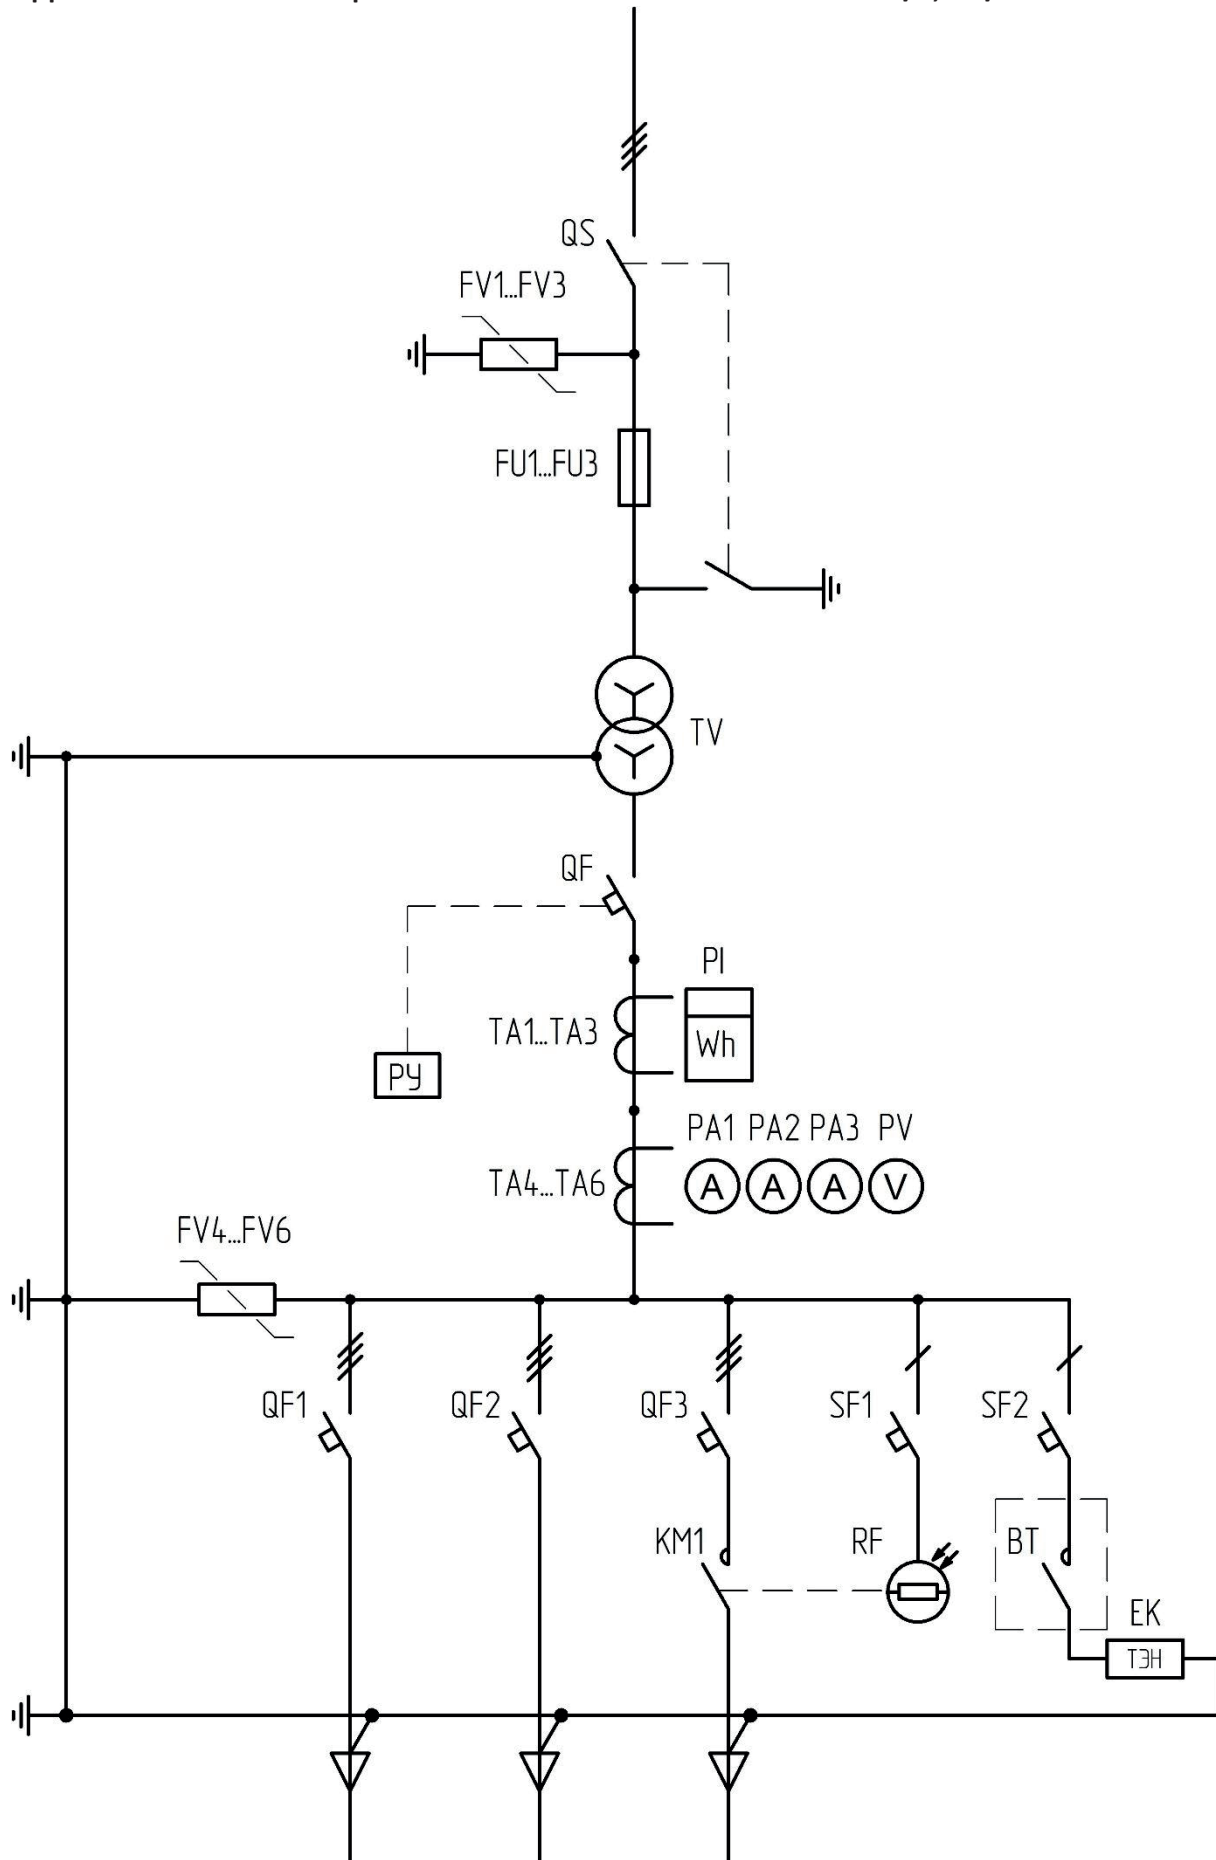 QS
FV1...FV3
FU1...FU3
TV
QF
PI
TA1...TA3
Wh
РУ
PA1 PA2 PA3 PV
TA4...TA6
A A A V
FV4...FV6
QF1 QF2 QF3 SF1 SF2
KM1 RF BT
EK
ТЭН